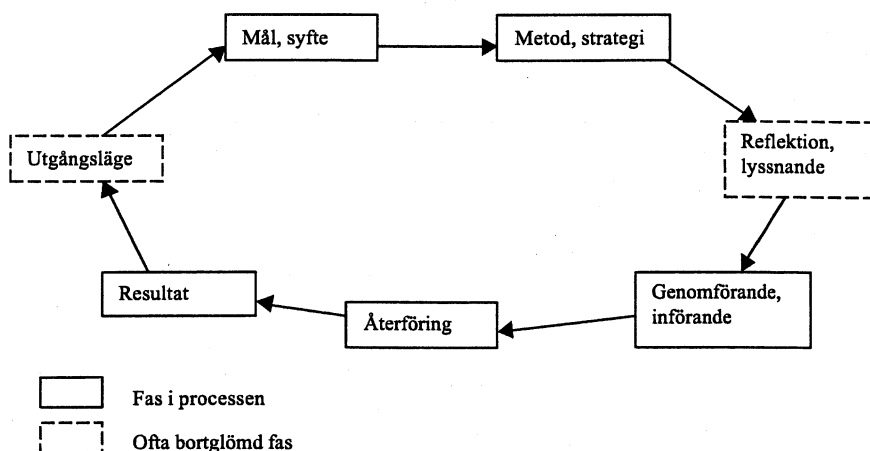 Mål, syfte
Metod, strategi
Utgångsläge
Reflektion,
lyssnande
Resultat
Återföring
Genomförande,
införande
Fas i processen
Ofta bortglömd fas